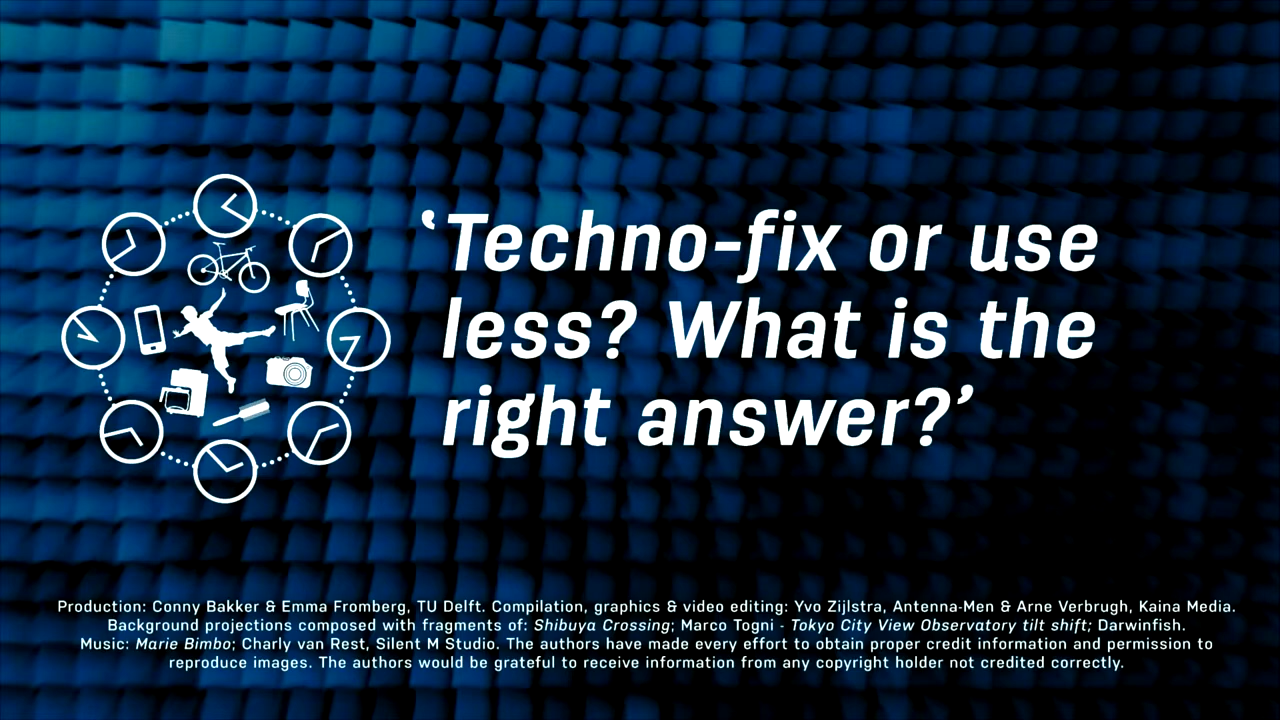 ‘Techno-fix or use
less? What is the
right answer?’
Production: Conny Bakker & Emma Fromberg, TU Delft. Compilation, graphics & video editing: Yvo Zijlstra, Antenna-Men & Arne Verbrugh, Kaina Media.
Background projections composed with fragments of: Shibuya Crossing; Marco Togni - Tokyo City View Observatory tilt shift; Darwinfish.
Music: Marie Bimbo; Charly van Rest, Silent M Studio. The authors have made every effort to obtain proper credit information and permission to
reproduce images. The authors would be grateful to receive information from any copyright holder not credited correctly.